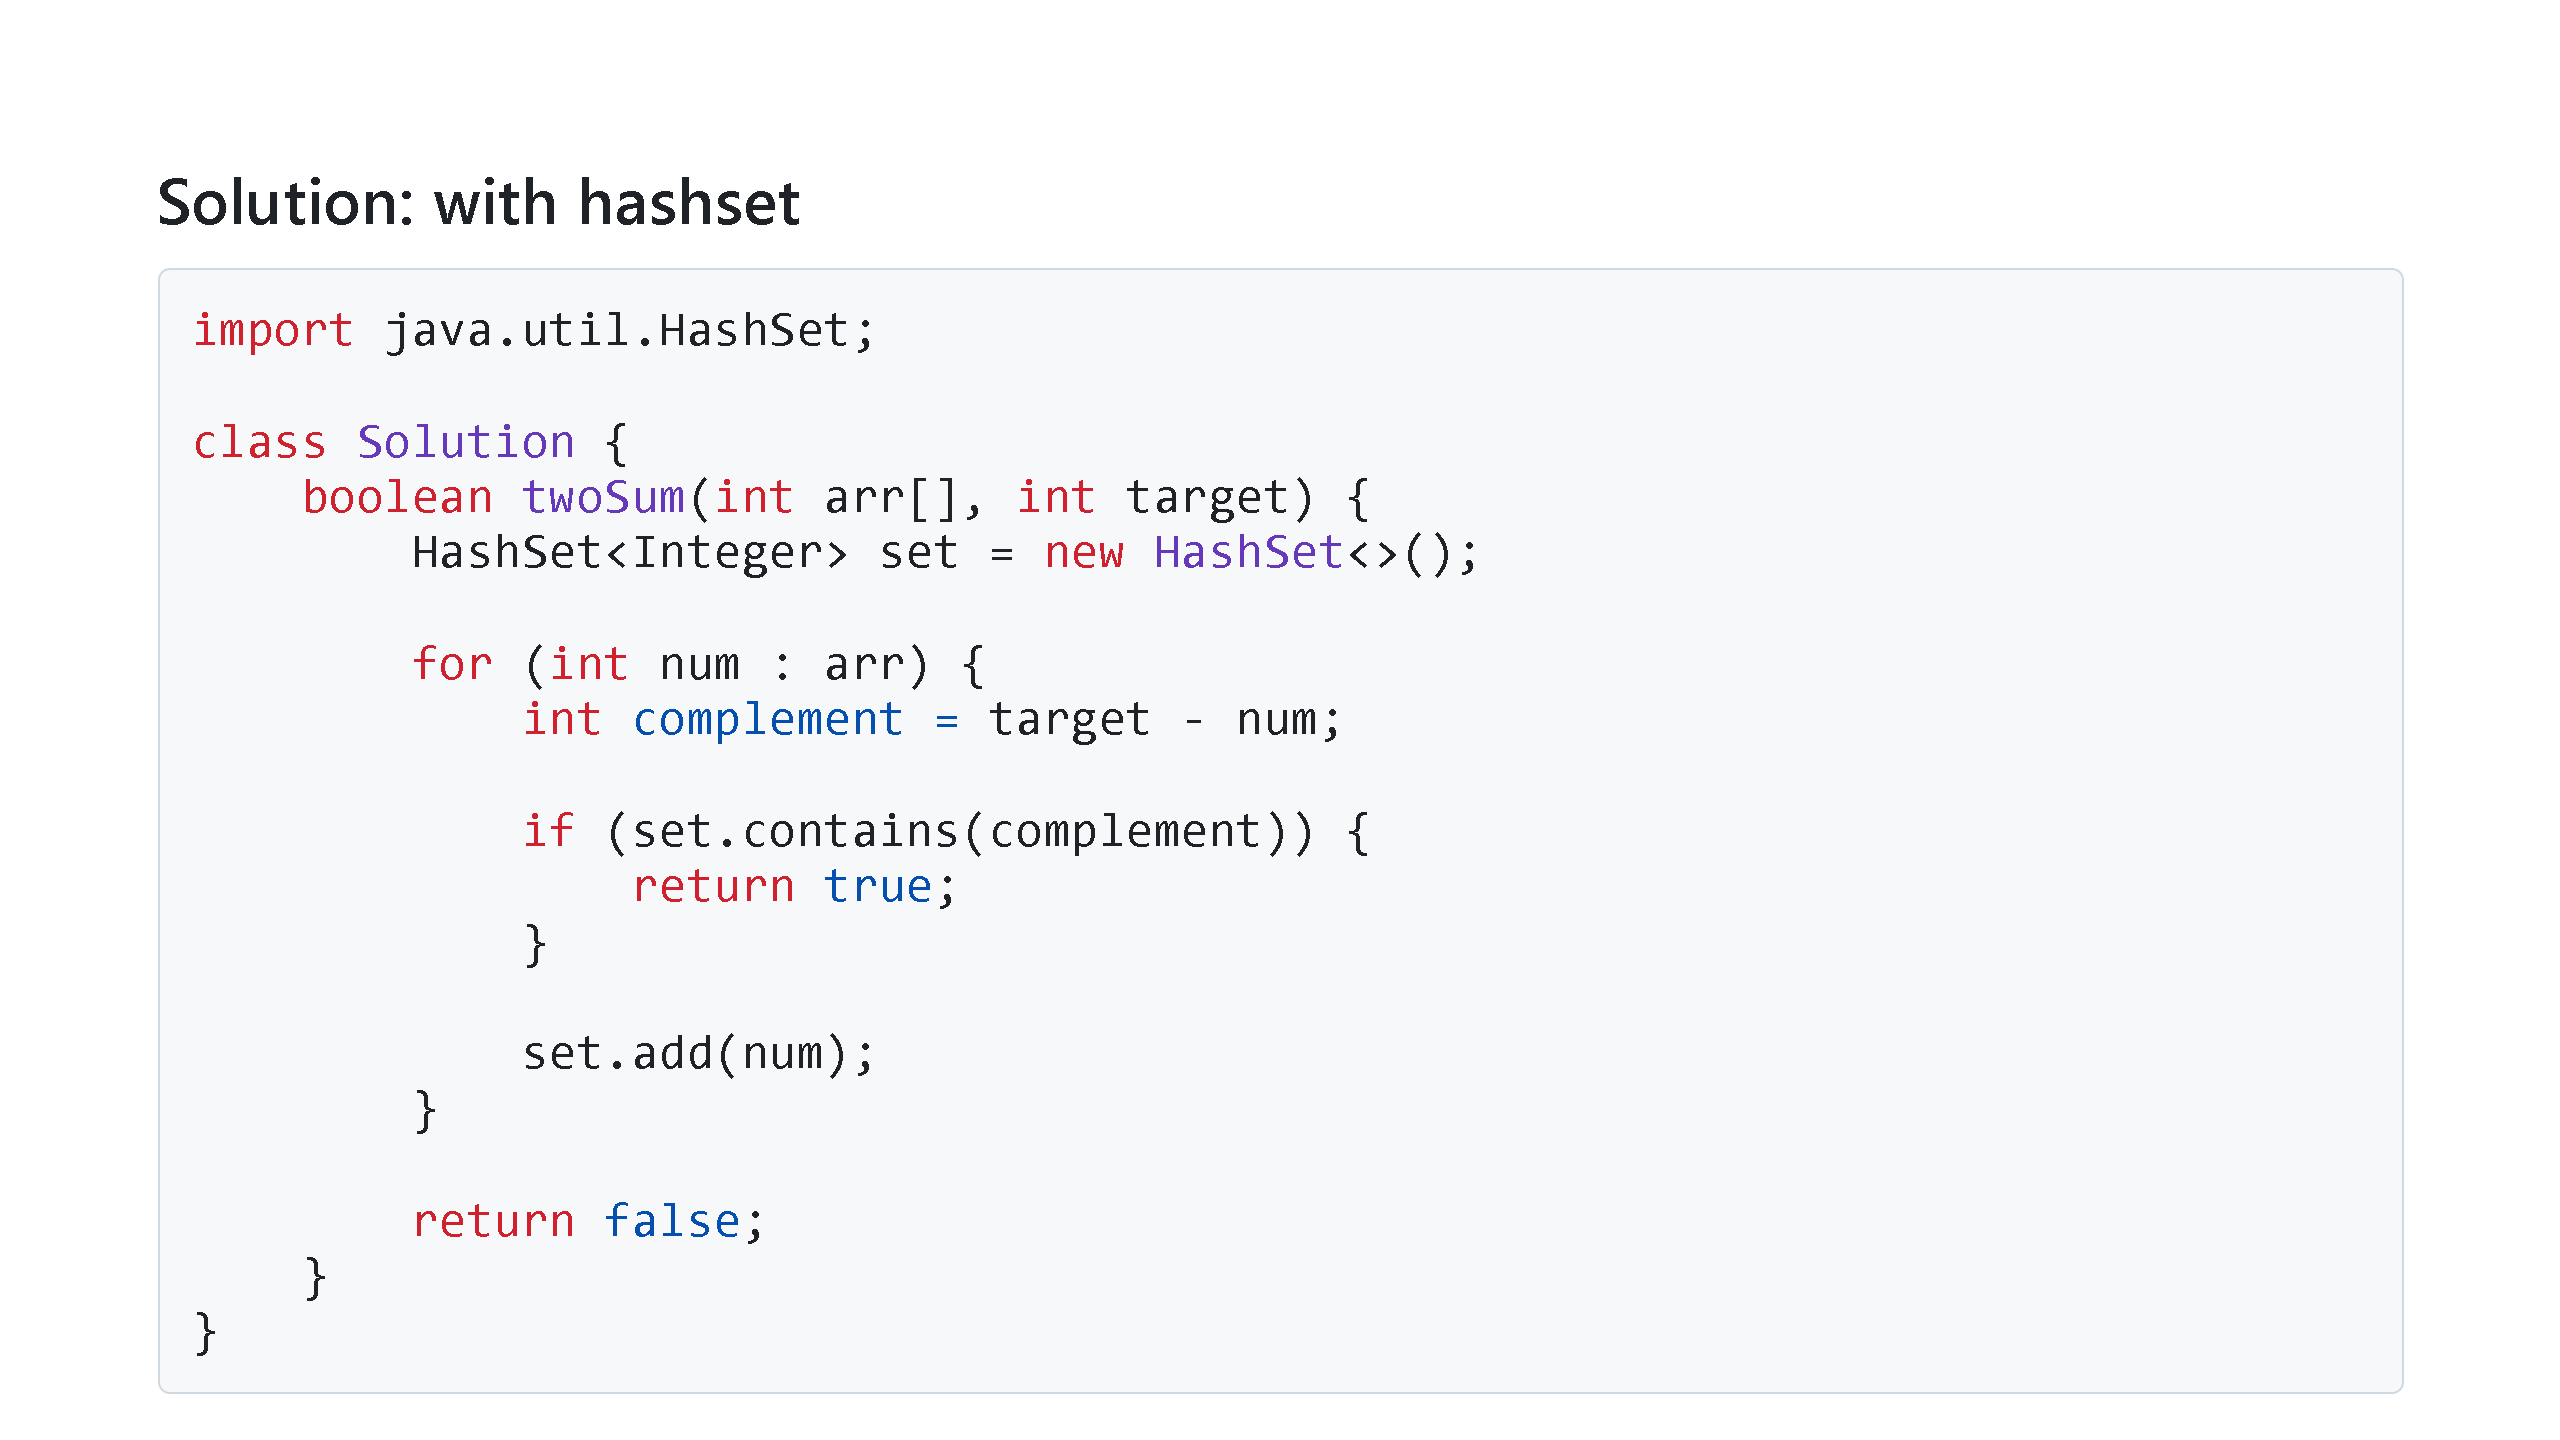 Solution: with hashset
import java.util.HashSet;
class Solution {
    boolean twoSum(int arr[], int target) {
        HashSet<Integer> set = new HashSet<>();
        for (int num : arr) {
            int complement = target - num;
            if (set.contains(complement)) {
                return true;
            }
            set.add(num);
        }
        return false;
    }
}